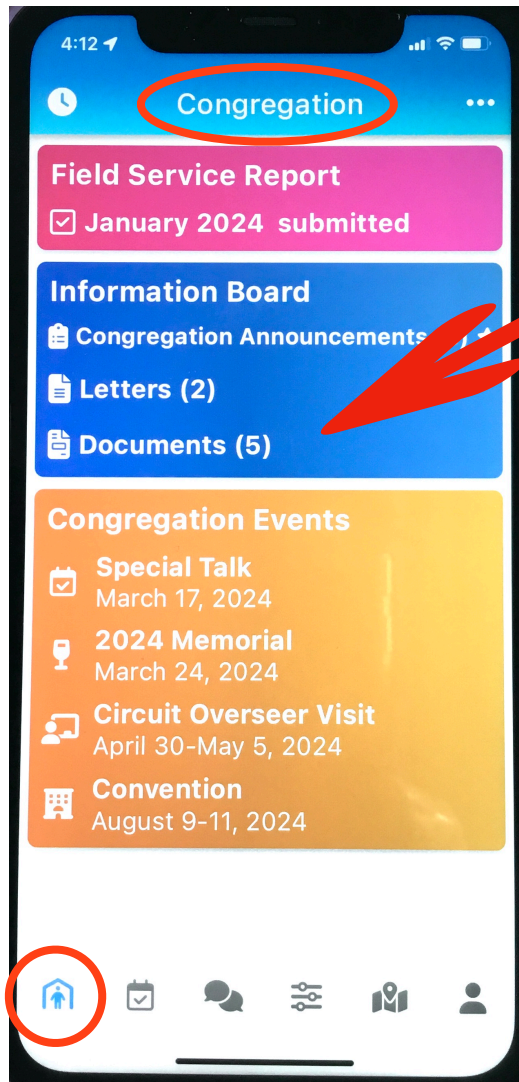 4:12
Congregation
Field Service Report
January 2024 submitted
Information Board
Congregation Announcements
Letters (2)
Documents (5)
Congregation Events
Special Talk
March 17, 2024
2024 Memorial
March 24, 2024
Circuit Overseer Visit
April 30-May 5, 2024
Convention
August 9-11, 2024